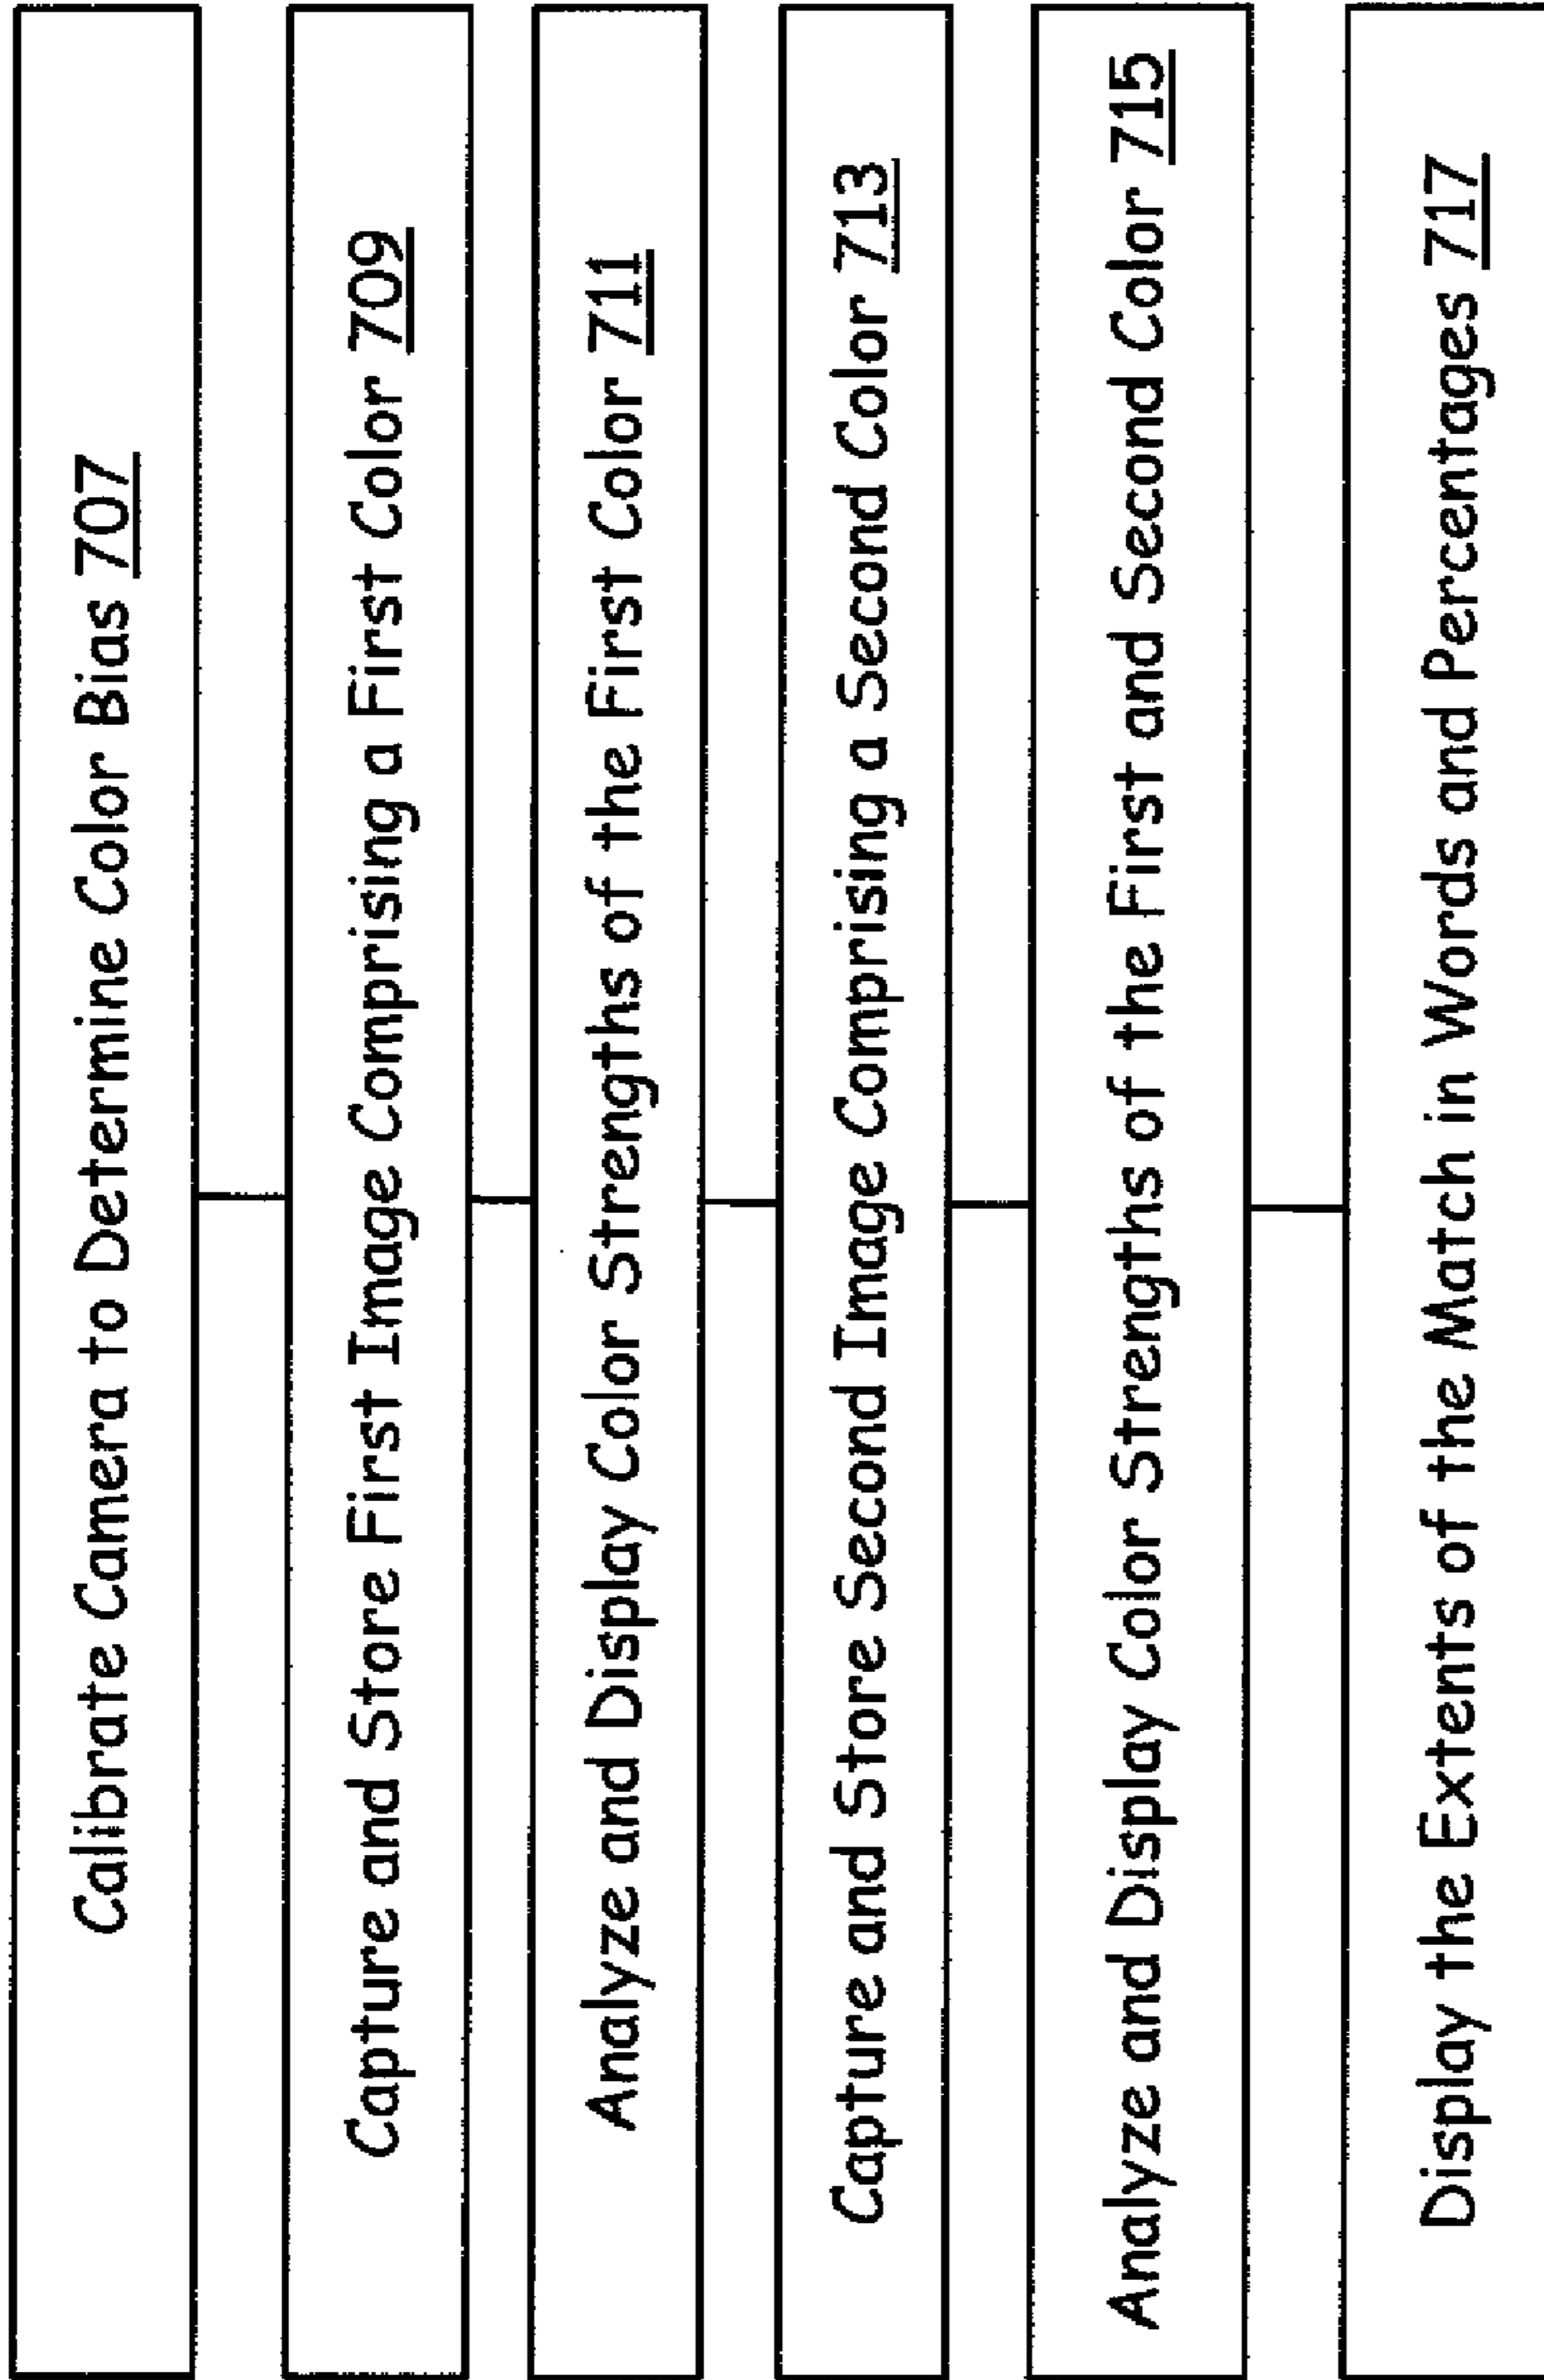 Calibrate Camera to Determine Color Bias 707
Capture and Store First Image Comprising a First Color 709
Analyze and Display Color Strengths of the First Color 711
Capture and Store Second Image Comprising a Second Color 713
Analyze and Display Color Strengths of the First and Second Color 715
Display the Extents of the Match in Words and Percentages 717